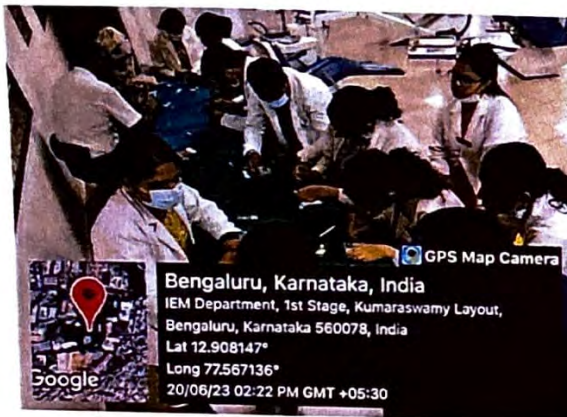 GPS Map Camera
Bengaluru, Karnataka, India
IEM Department, 1st Stage, Kumaraswamy Layout,
Bengaluru, Karnataka 560078, India
Lat 12.908147°
Long 77.567136°
20/06/23 02:22 PM GMT +05:30
Google